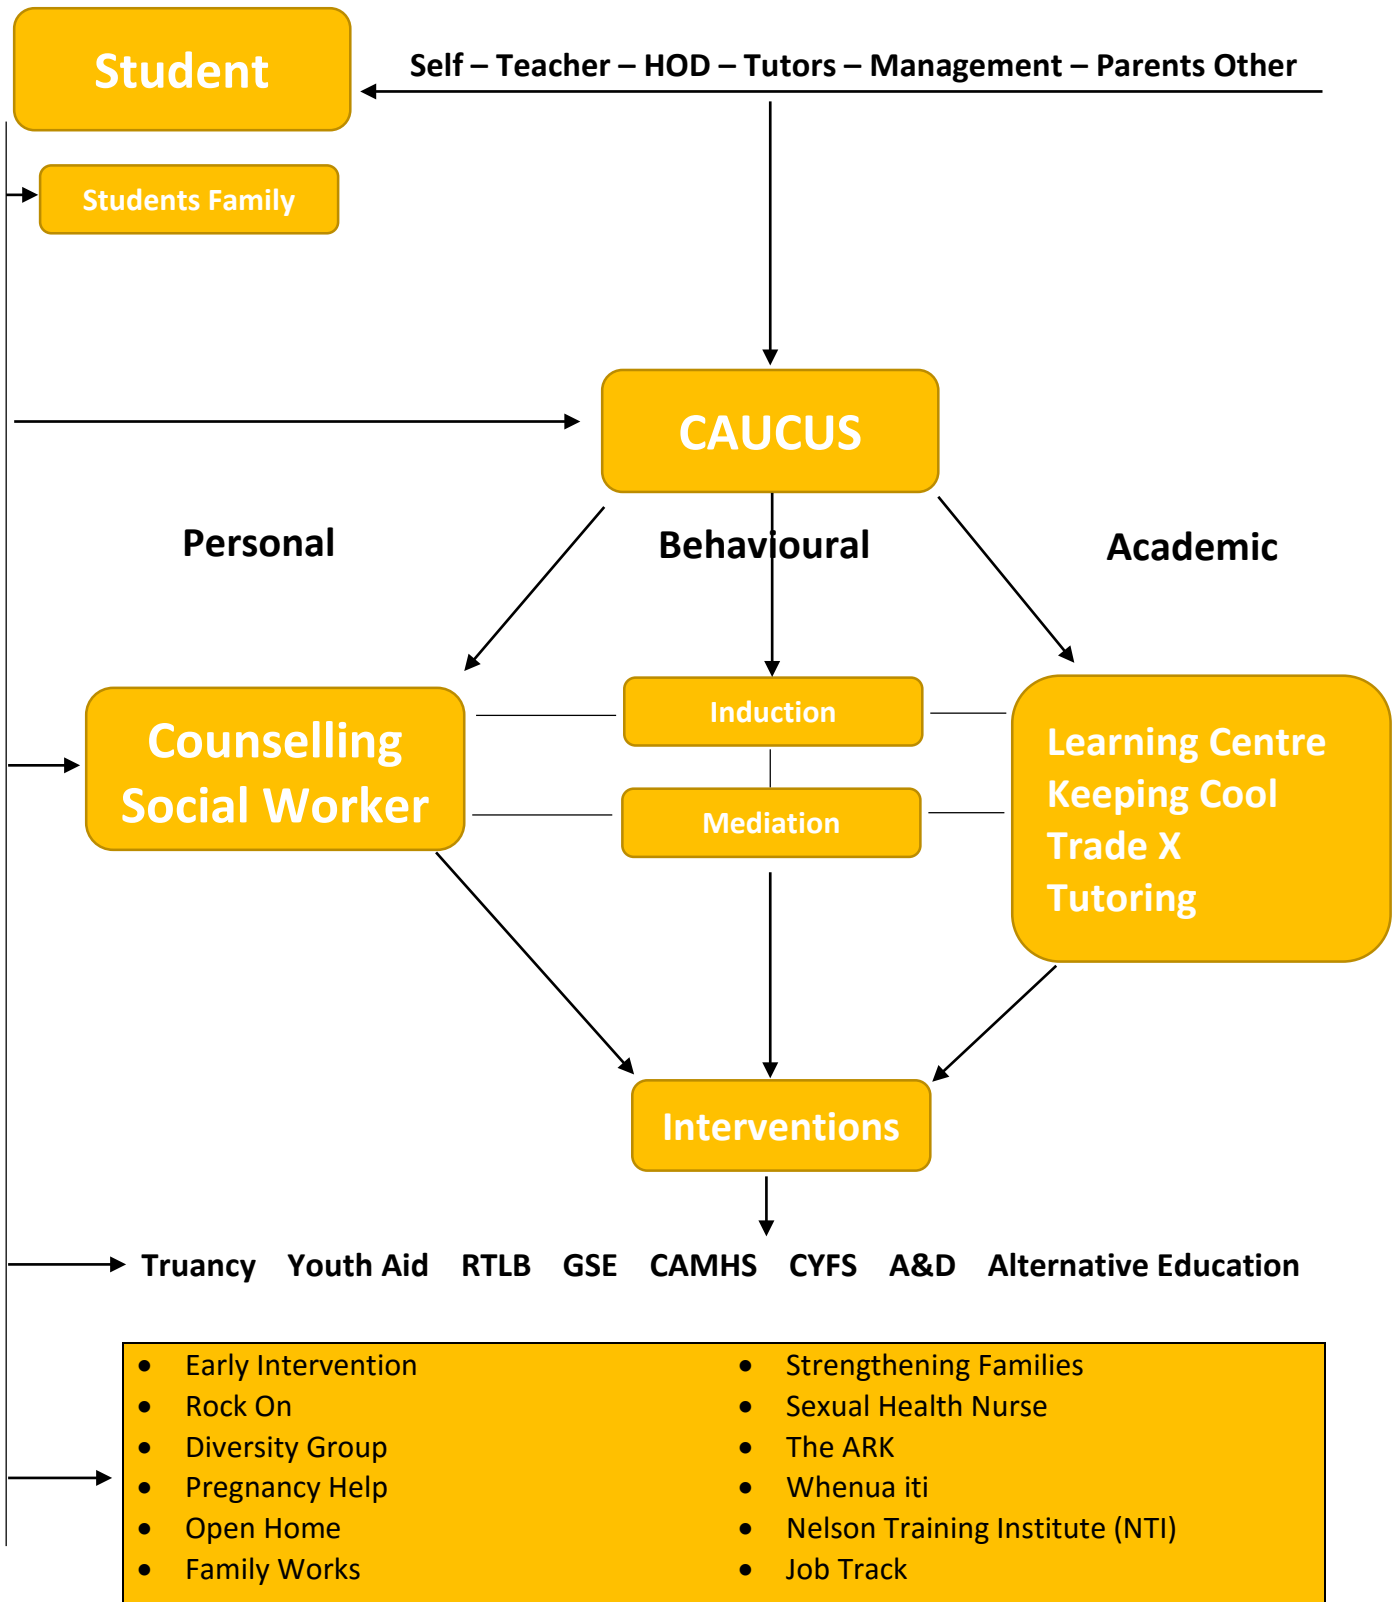 Student
Self – Teacher – HOD – Tutors – Management – Parents Other
Students Family
CAUCUS
Personal
Behavioural
Academic
Counselling
Social Worker
Induction
Mediation
Learning Centre
Keeping Cool
Trade X
Tutoring
Interventions
Truancy Youth Aid RTLB GSE CAMHS CYFS A&D Alternative Education
• Early Intervention
• Rock On
• Diversity Group
• Pregnancy Help
• Open Home
• Family Works
• Strengthening Families
• Sexual Health Nurse
• The ARK
• Whenua iti
• Nelson Training Institute (NTI)
• Job Track